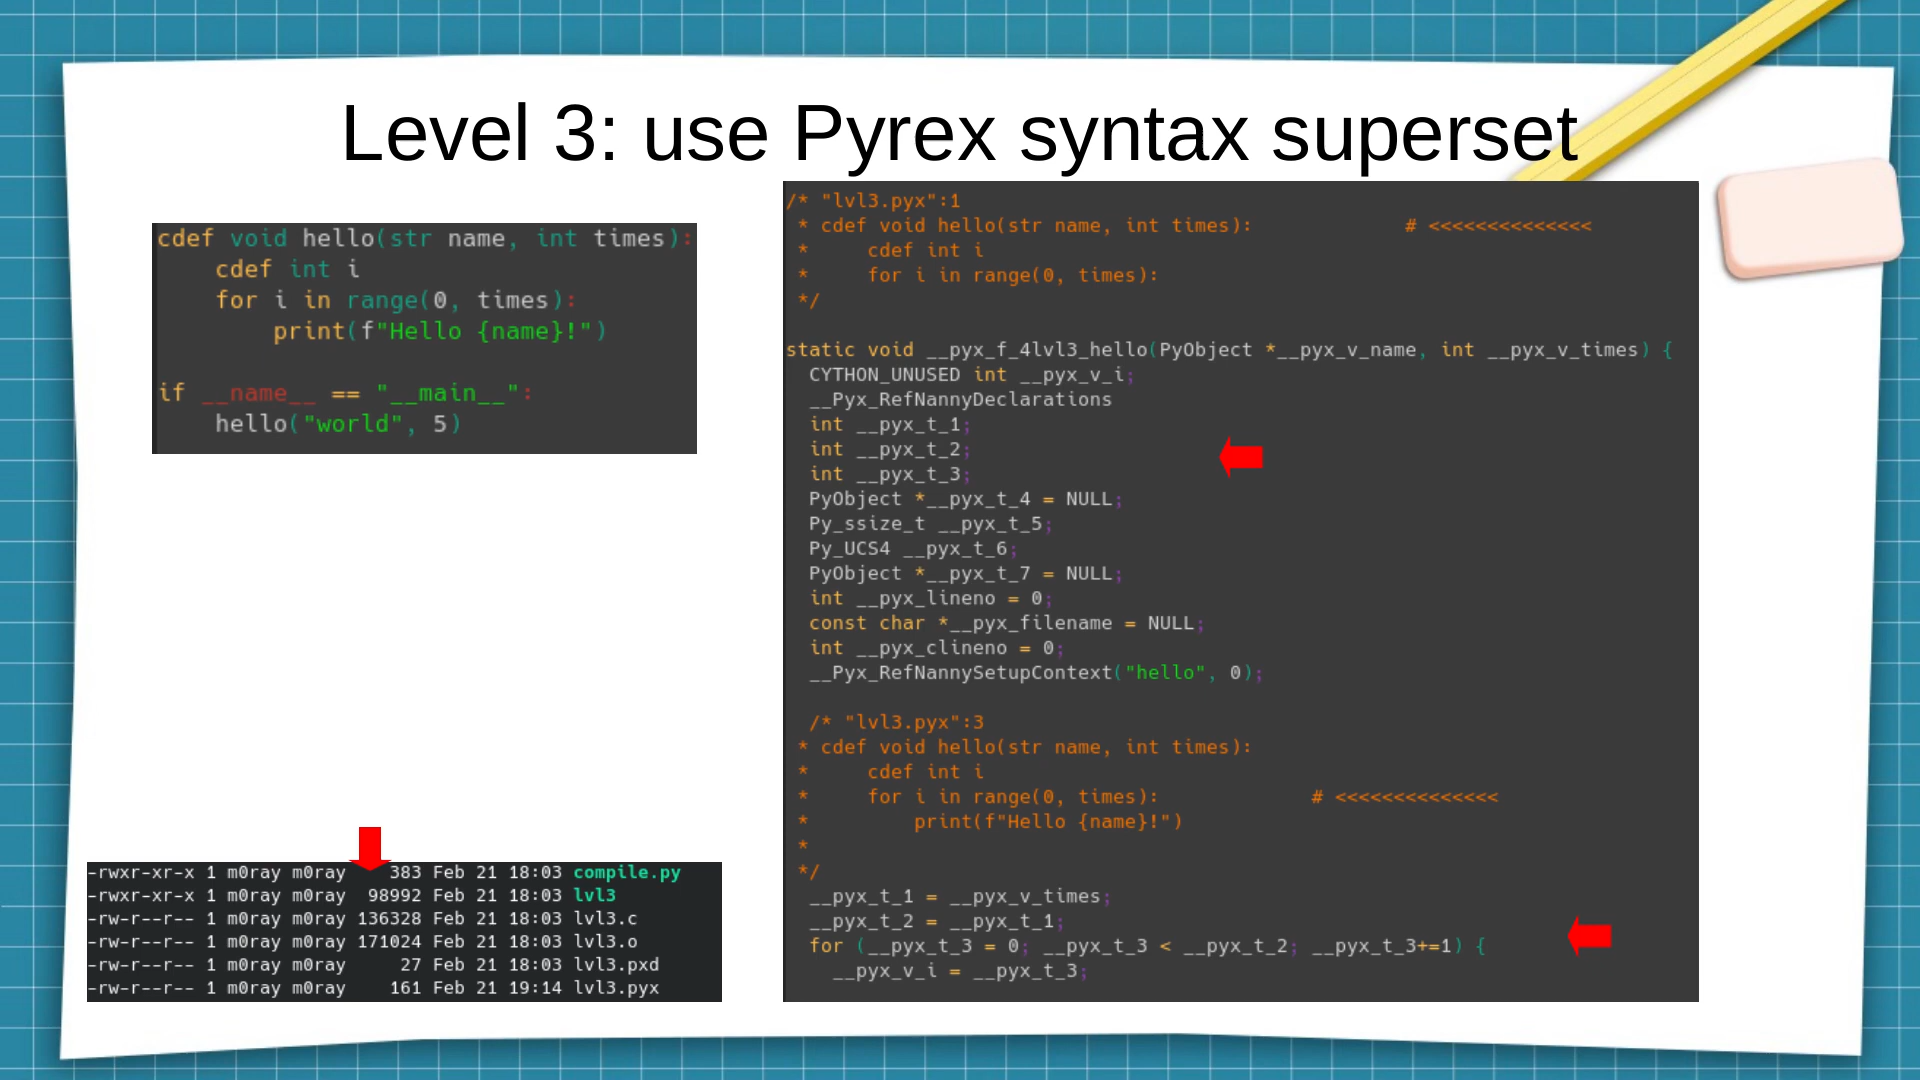 Level 3: use Pyrex syntax superset
cdef void hello(str name, int times):
    cdef int i
    for i in range(0, times):
        print(f"Hello {name}!")

if __name__ == "__main__":
    hello("world", 5)
-rwxr-xr-x 1 m0ray m0ray    383 Feb 21 18:03 compile.py
-rwxr-xr-x 1 m0ray m0ray  98992 Feb 21 18:03 lvl3
-rw-r--r-- 1 m0ray m0ray 136328 Feb 21 18:03 lvl3.c
-rw-r--r-- 1 m0ray m0ray 171024 Feb 21 18:03 lvl3.o
-rw-r--r-- 1 m0ray m0ray     27 Feb 21 18:03 lvl3.pxd
-rw-r--r-- 1 m0ray m0ray    161 Feb 21 19:14 lvl3.pyx
/* "lvl3.pyx":1
 * cdef void hello(str name, int times):             # <<<<<<<<<<<<<<
 *     cdef int i
 *     for i in range(0, times):
 */

static void __pyx_f_4lvl3_hello(PyObject *__pyx_v_name, int __pyx_v_times) {
  CYTHON_UNUSED int __pyx_v_i;
  __Pyx_RefNannyDeclarations
  int __pyx_t_1;
  int __pyx_t_2;
  int __pyx_t_3;
  PyObject *__pyx_t_4 = NULL;
  Py_ssize_t __pyx_t_5;
  Py_UCS4 __pyx_t_6;
  PyObject *__pyx_t_7 = NULL;
  int __pyx_lineno = 0;
  const char *__pyx_filename = NULL;
  int __pyx_clineno = 0;
  __Pyx_RefNannySetupContext("hello", 0);

  /* "lvl3.pyx":3
 * cdef void hello(str name, int times):
 *     cdef int i
 *     for i in range(0, times):             # <<<<<<<<<<<<<<
 *         print(f"Hello {name}!")
 *
 */
  __pyx_t_1 = __pyx_v_times;
  __pyx_t_2 = __pyx_t_1;
  for (__pyx_t_3 = 0; __pyx_t_3 < __pyx_t_2; __pyx_t_3+=1) {
    __pyx_v_i = __pyx_t_3;